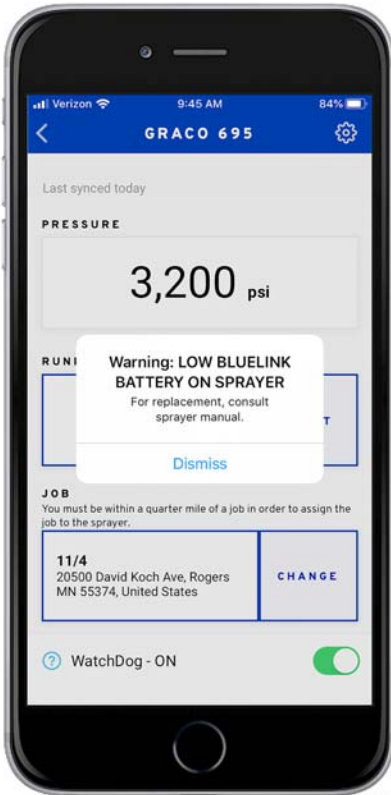 Verizon 9:45 AM 84%
GRACO 695
Last synced today
PRESSURE
3,200 psi
Warning: LOW BLUELINK
BATTERY ON SPRAYER
For replacement, consult
sprayer manual.
Dismiss
JOB
You must be within a quarter mile of a job in order to assign the
job to the sprayer.
11/4
20500 David Koch Ave, Rogers
MN 55374, United States
CHANGE
? WatchDog - ON